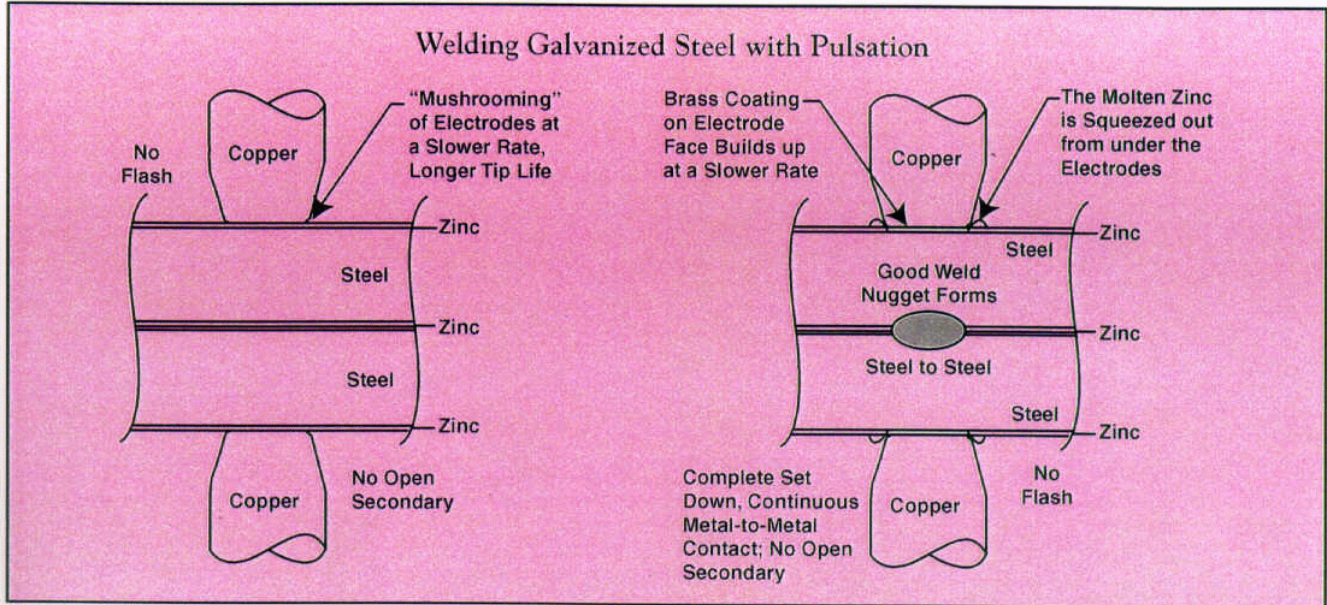 Welding Galvanized Steel with Pulsation
No
Flash
Copper
"Mushrooming"
of Electrodes at
a Slower Rate,
Longer Tip Life
Zinc
Steel
Zinc
Steel
Zinc
Copper
No Open
Secondary
Brass Coating
on Electrode
Face Builds up
at a Slower Rate
Copper
The Molten Zinc
is Squeezed out
from under the
Electrodes
Zinc
Steel
Good Weld
Nugget Forms
Zinc
Steel to Steel
Steel
Zinc
Complete Set
Down, Continuous
Metal-to-Metal
Contact; No Open
Secondary
Copper
No
Flash